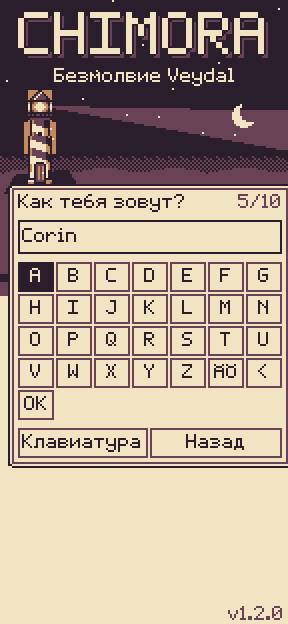 CHIMORA
Безмолвие Veydal
Как тебя зовут? 5/10
Corin
A B C D E F G
H I J K L M N
O P Q R S T U
V W X Y Z ÄÖ <
OK
Клавиатура Назад
v1.2.0